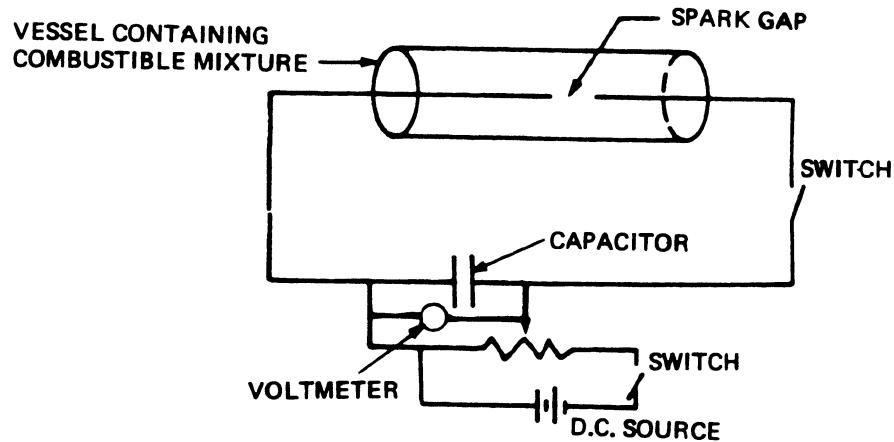 VESSEL CONTAINING
COMBUSTIBLE MIXTURE
SPARK GAP
SWITCH
CAPACITOR
VOLTMETER
SWITCH
D.C. SOURCE